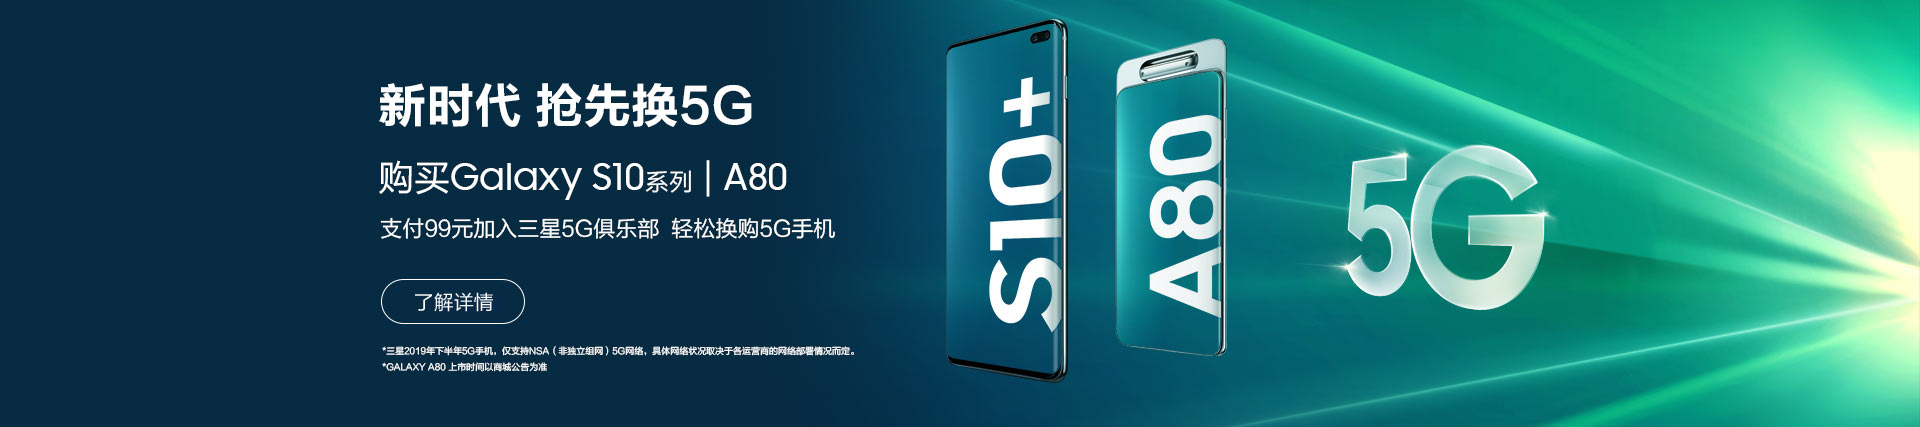 新时代 抢先换5G
购买Galaxy S10系列 | A80
支付99元加入三星5G俱乐部 轻松换购5G手机
了解详情
*三星2019年下半年5G手机，仅支持NSA（非独立组网）5G网络，具体网络状况取决于各运营商的网络部署情况而定。
*GALAXY A80 上市时间以商城公告为准
S10+
A80
5G